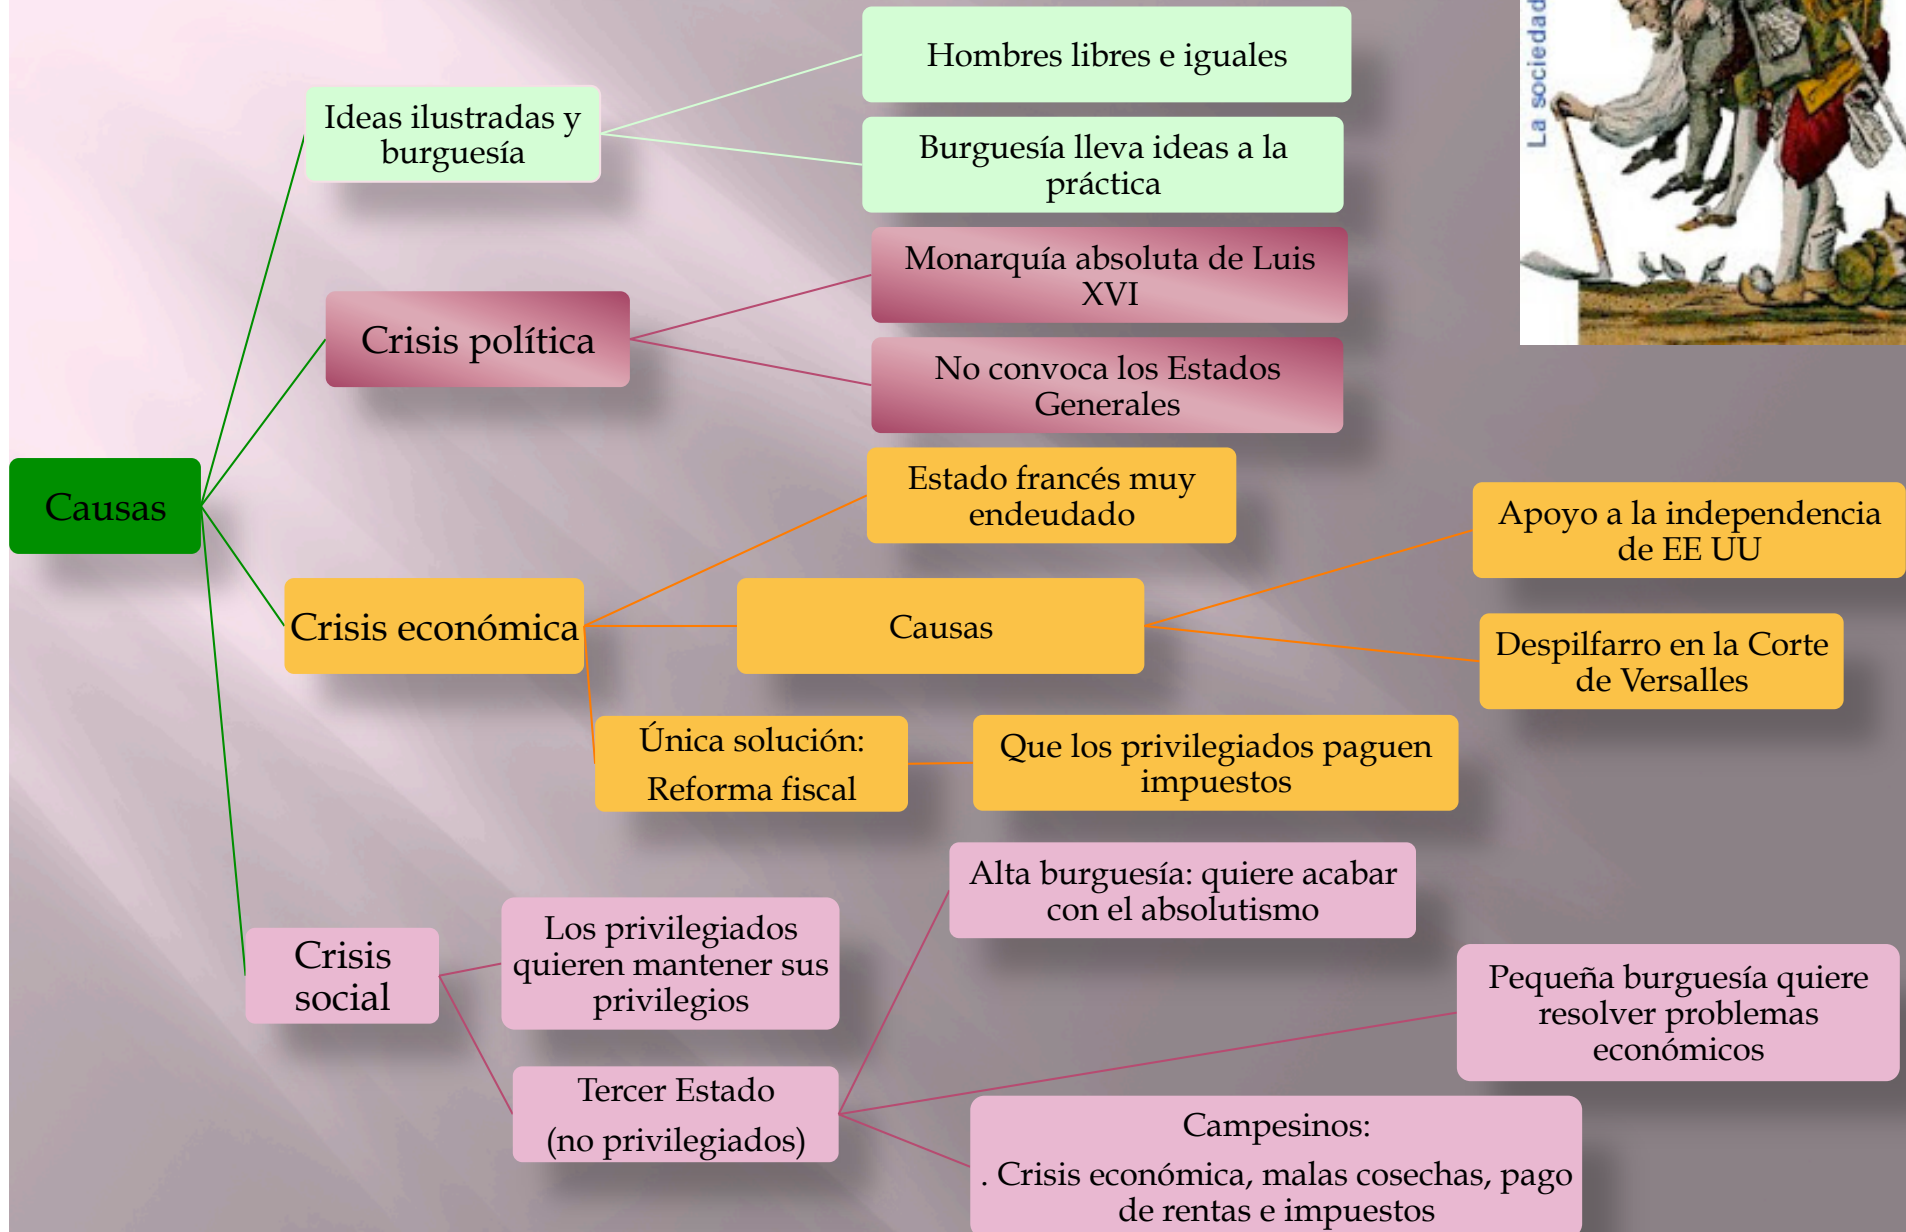 La sociedad
Hombres libres e iguales
Ideas ilustradas y
burguesía
Burguesía lleva ideas a la
práctica
Monarquía absoluta de Luis
XVI
Crisis política
No convoca los Estados
Generales
Causas
Estado francés muy
endeudado
Crisis económica
Causas
Apoyo a la independencia
de EE UU
Despilfarro en la Corte
de Versalles
Única solución:
Reforma fiscal
Que los privilegiados paguen
impuestos
Crisis
social
Los privilegiados
quieren mantener sus
privilegios
Tercer Estado
(no privilegiados)
Alta burguesía: quiere acabar
con el absolutismo
Pequeña burguesía quiere
resolver problemas
económicos
Campesinos:
. Crisis económica, malas cosechas, pago
de rentas e impuestos